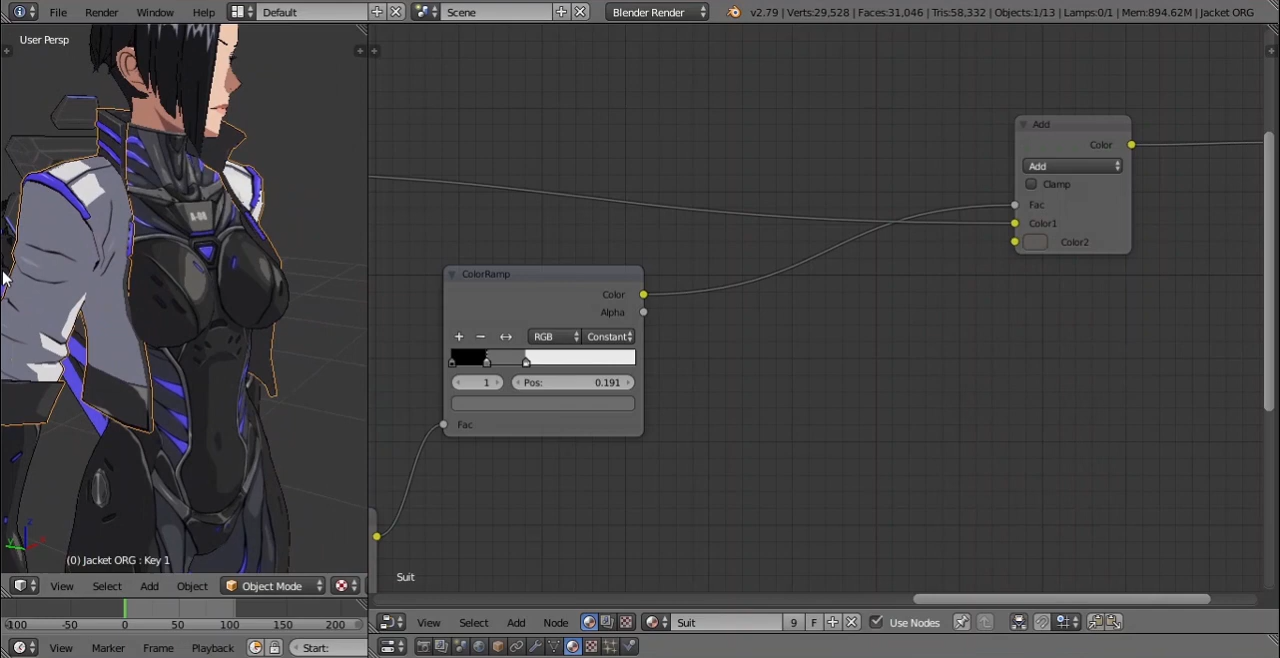 File Render Window Help Default Scene Blender Render v2.79 | Verts:29,528 | Faces:31,046 | Tris:58,332 | Objects:1/13 | Lamps:0/1 | Mem:894.62M | Jacket ORG
User Persp
Add
Color
Add
Clamp
Fac
Color1
Color2
ColorRamp
Color
Alpha
RGB Constant
1 Pos: 0.191
Fac
(0) Jacket ORG : Key 1
Suit
View Select Add Object Object Mode
-100 -50 0 50 100 150 200
View Marker Frame Playback Start:
View Select Add Node Suit 9 F Use Nodes